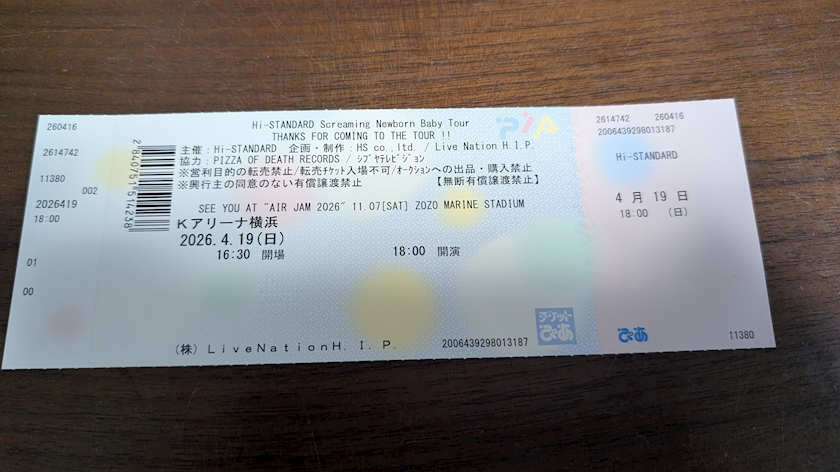 260416
2614742
11380
002
2026419
18:00
01
00
2840751514238
Hi-STANDARD Screaming Newborn Baby Tour
THANKS FOR COMING TO THE TOUR !!
主催：Hi-STANDARD 企画・制作：HS co.,ltd. / Live Nation H.I.P.
協力：PIZZA OF DEATH RECORDS / ｼﾌﾞﾔﾃﾚﾋﾞｼﾞｮﾝ
※営利目的の転売禁止/転売ﾁｹｯﾄ入場不可/ｵｰｸｼｮﾝへの出品・購入禁止
※興行主の同意のない有償譲渡禁止 【無断有償譲渡禁止】
SEE YOU AT "AIR JAM 2026" 11.07[SAT] ZOZO MARINE STADIUM
Ｋアリーナ横浜
2026.4.19(日)
16:30 開場 18:00 開演
(株) ＬｉｖｅＮａｔｉｏｎＨ．Ｉ．Ｐ．
2006439298013187
チケットぴあ
PIA
2614742 260416
2006439298013187
Hi-STANDARD
4 月 19 日
18:00 (日)
ぴあ
11380